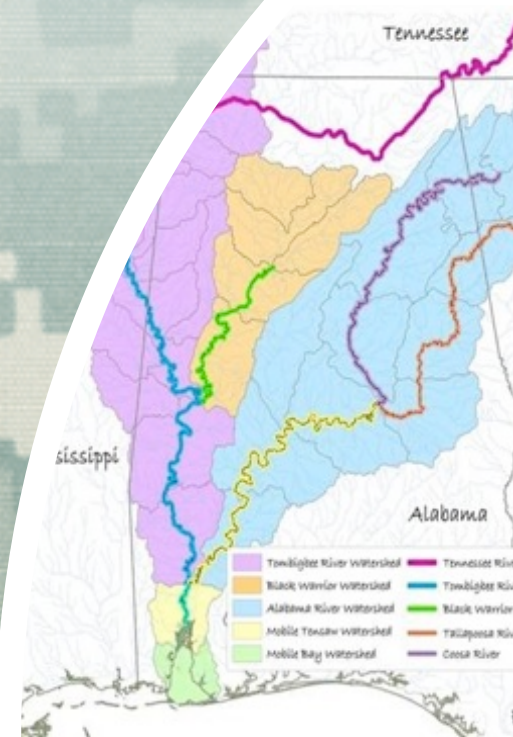 Tennessee
sissippi
Alabama
Tombigbee River Watershed
Black Warrior Watershed
Alabama River Watershed
Mobile Tensaw Watershed
Mobile Bay Watershed
Tennessee Rive
Tombigbee Riv
Black Warrior
Tallapoosa Riv
Coosa River